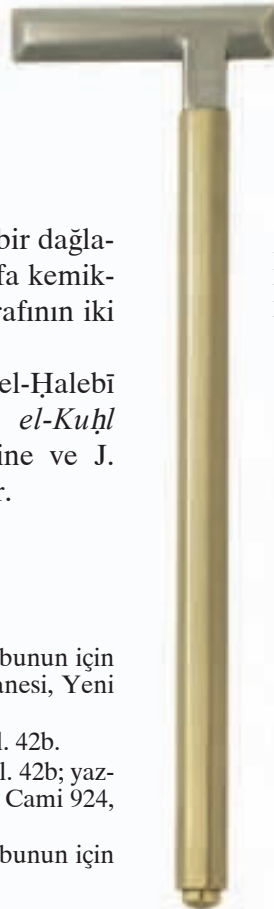 bir dağla-
fa kemik-
afının iki
el-Ḥalebī
el-Kuḥl
ine ve J.
r.
bunun için
anesi, Yeni
l. 42b.
l. 42b; yaz-
Cami 924,
bunun için